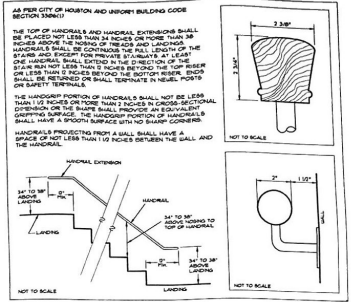 AS PER CITY OF HOUSTON AND UNIFORM BUILDING CODE
SECTION 3306(i)
THE TOP OF HANDRAILS AND HANDRAIL EXTENSIONS SHALL
BE PLACED NOT LESS THAN 34 INCHES OR MORE THAN 38
INCHES ABOVE THE NOSING OF TREADS AND LANDINGS.
HANDRAILS SHALL BE CONTINUOUS THE FULL LENGTH OF THE
STAIRS AND EXCEPT FOR PRIVATE STAIRWAYS AT LEAST
ONE HANDRAIL SHALL EXTEND IN THE DIRECTION OF THE
STAIR RUN NOT LESS THAN 12 INCHES BEYOND THE TOP RISER
OR LESS THAN 12 INCHES BEYOND THE BOTTOM RISER. ENDS
SHALL BE RETURNED OR SHALL TERMINATE IN NEWEL POSTS
OR SAFETY TERMINALS.
THE HANDGRIP PORTION OF HANDRAILS SHALL NOT BE LESS
THAN 1 1/2 INCHES OR MORE THAN 2 INCHES IN CROSS-SECTIONAL
DIMENSION OR THE SHAPE SHALL PROVIDE AN EQUIVALENT
GRIPPING SURFACE. THE HANDGRIP PORTION OF HANDRAILS
SHALL HAVE A SMOOTH SURFACE WITH NO SHARP CORNERS.
HANDRAILS PROJECTING FROM A WALL SHALL HAVE A
SPACE OF NOT LESS THAN 1 1/2 INCHES BETWEEN THE WALL AND
THE HANDRAIL.
2 3/8"
2 3/4"
NOT TO SCALE
HANDRAIL EXTENSION
34" TO 38"
ABOVE
LANDING
12"
Min.
HANDRAIL
34" TO 38"
ABOVE NOSING TO
TOP OF HANDRAIL
LANDING
12"
Min.
34" TO 38"
ABOVE
LANDING
LANDING
NOT TO SCALE
2"
1 1/2"
WALL
NOT TO SCALE